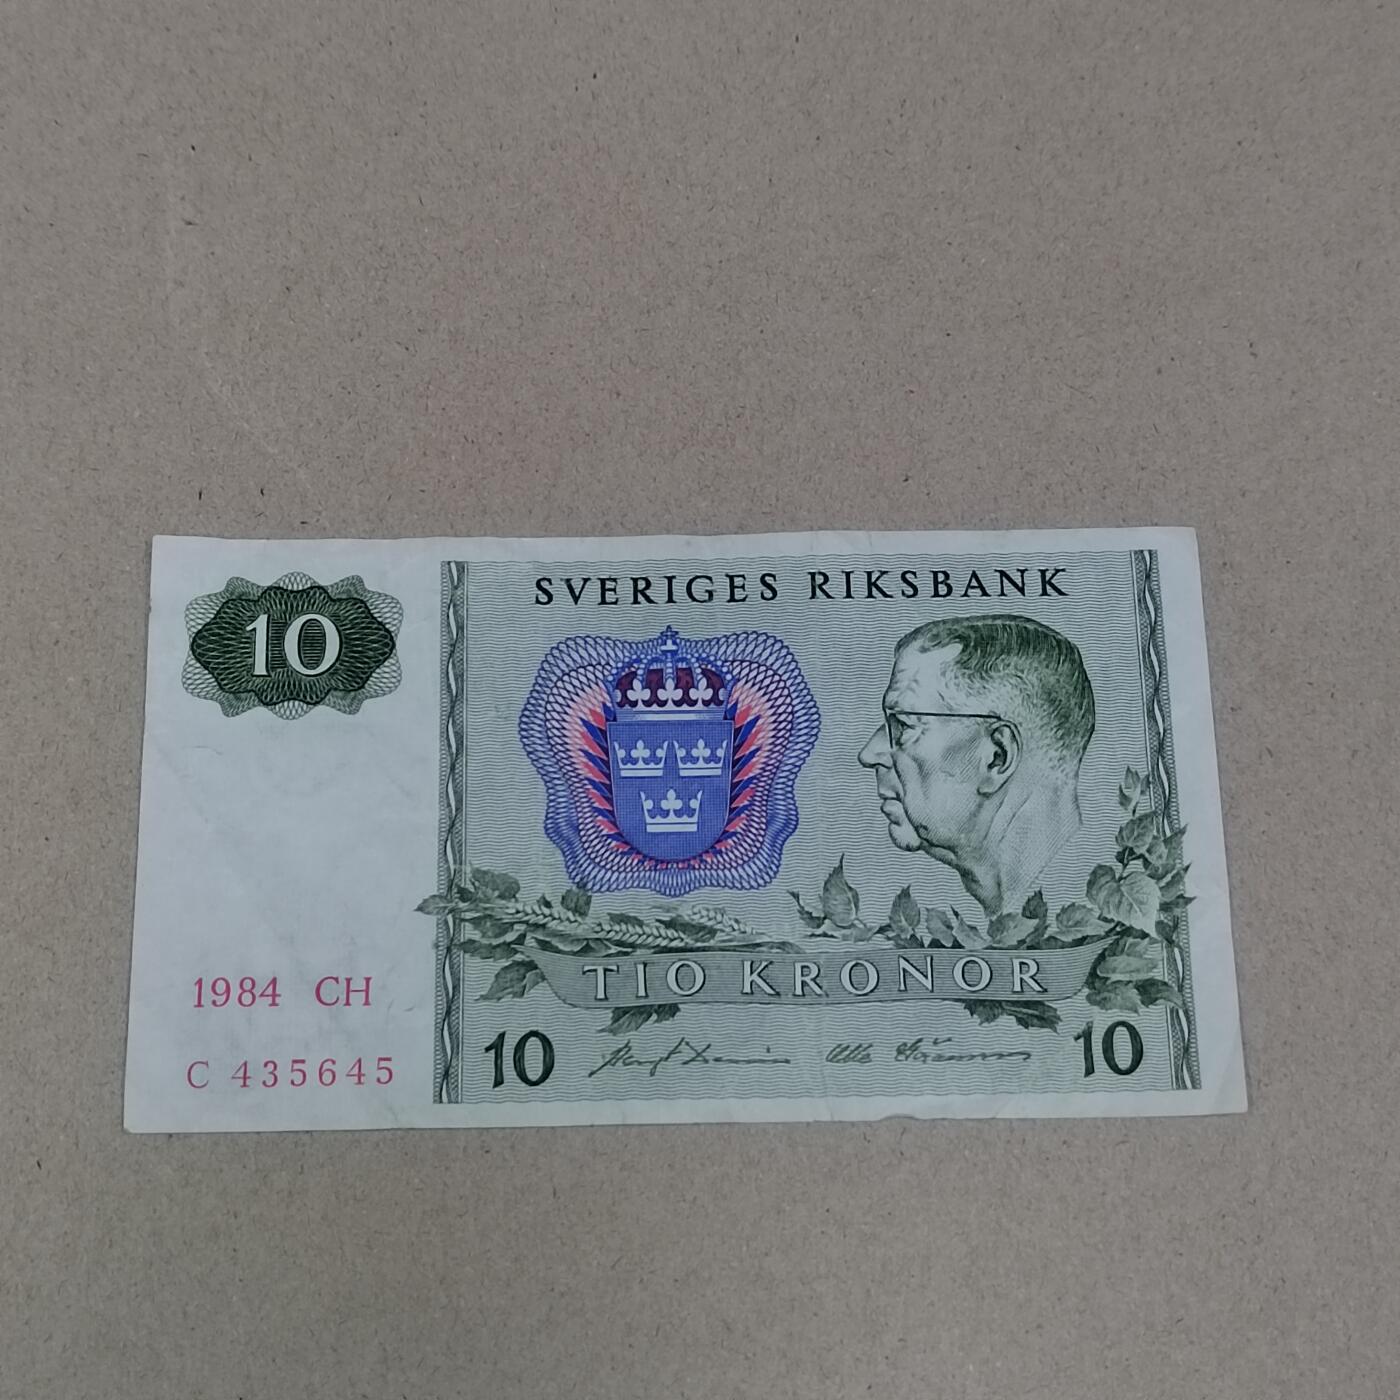 SVERIGES RIKSBANK
10
TIO KRONOR
1984 CH
C 435645
10
10